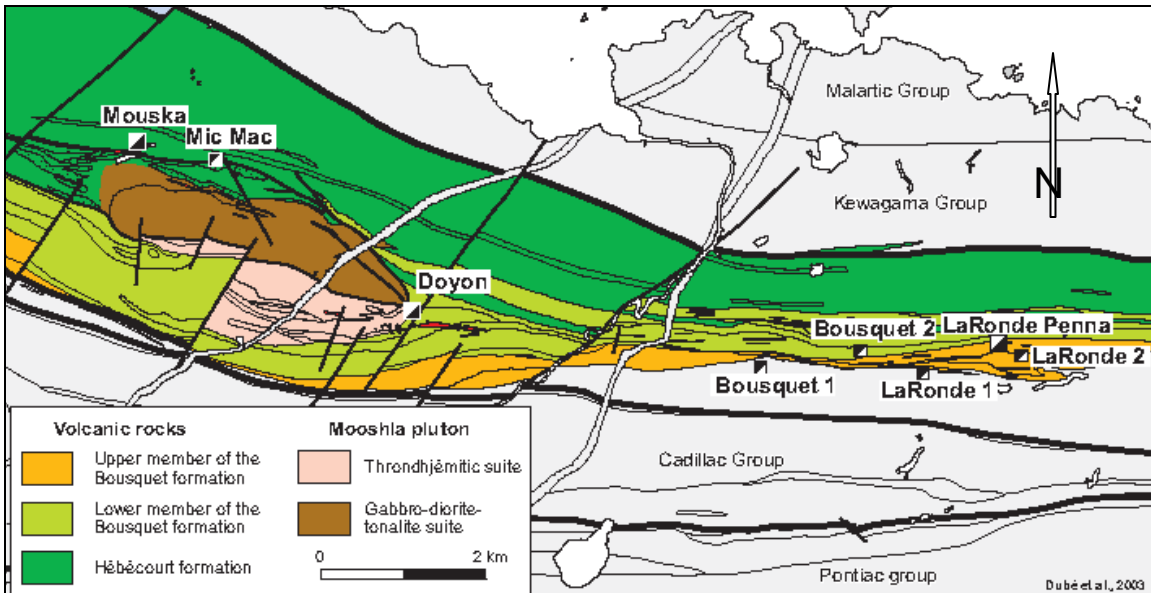 Malartic Group
Mouska
Mic Mac
N
Kewagama Group
Doyon
Bousquet 2
LaRonde Penna
LaRonde 2
Bousquet 1
LaRonde 1
Cadillac Group
Pontiac group
Volcanic rocks
Upper member of the
Bousquet formation
Lower member of the
Bousquet formation
Hébécourt formation
Mooshla pluton
Throndhjémitic suite
Gabbro-diorite-
tonalite suite
0 2 km
Dubé et al., 2003